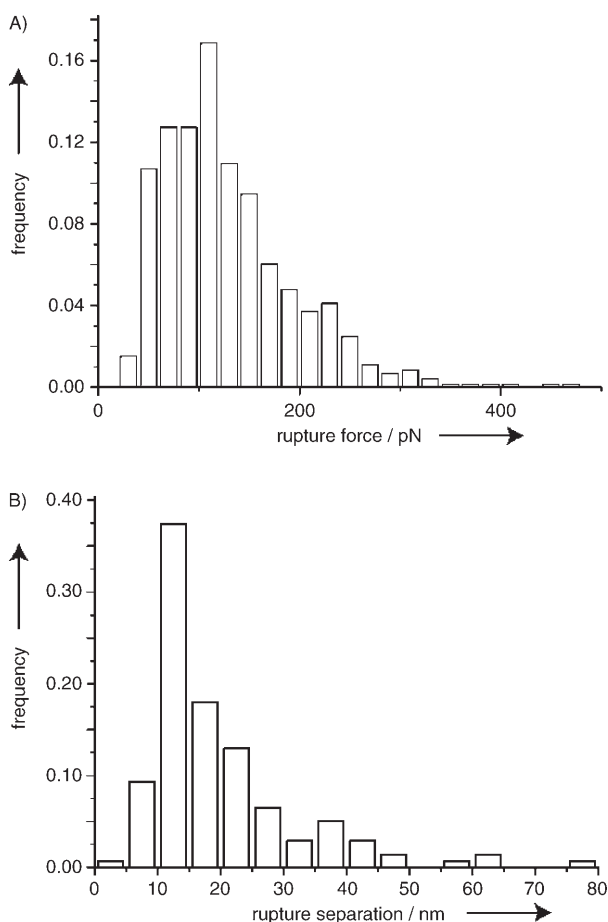 A)
0.16
0.12
0.08
0.04
0.00
frequency
0 200 400
rupture force / pN
B)
0.40
0.30
0.20
0.10
0.00
frequency
0 10 20 30 40 50 60 70 80
rupture separation / nm